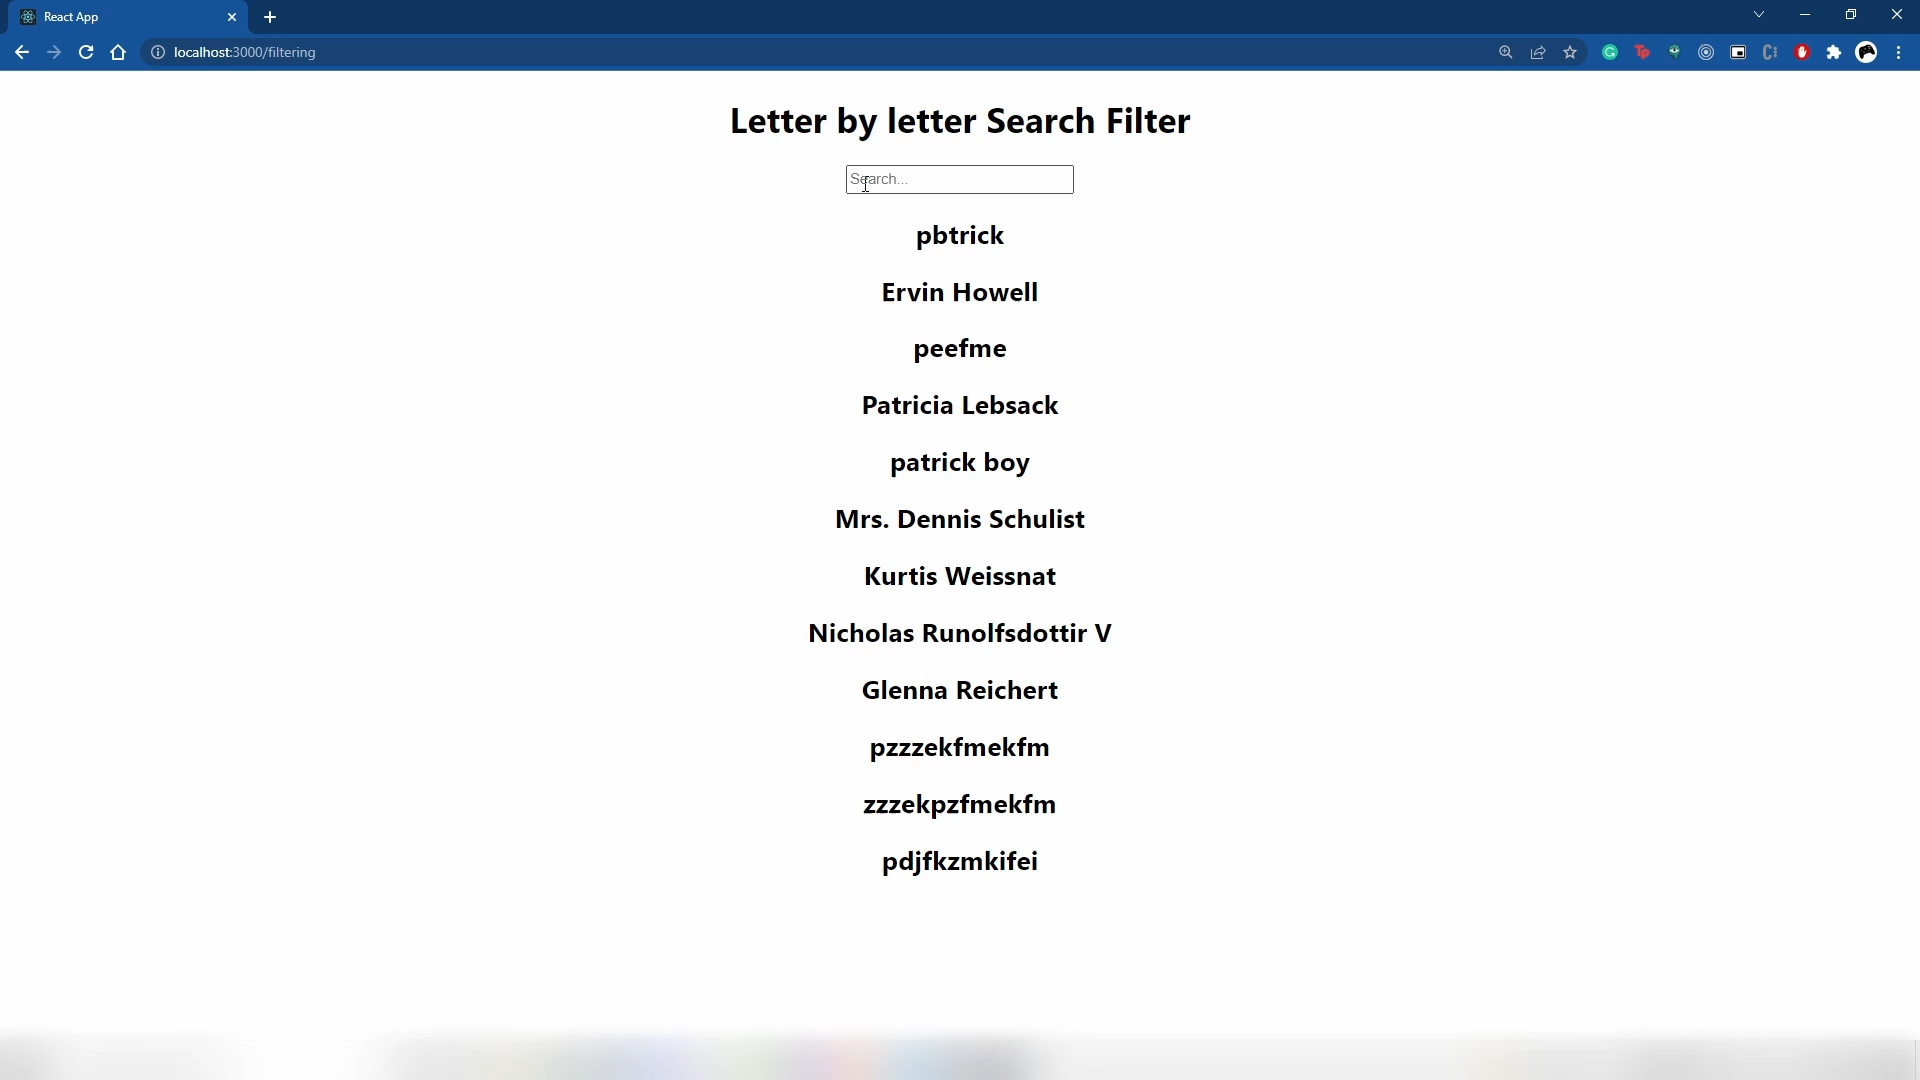 React App
localhost:3000/filtering
Letter by letter Search Filter
Search...
pbtrick
Ervin Howell
peefme
Patricia Lebsack
patrick boy
Mrs. Dennis Schulist
Kurtis Weissnat
Nicholas Runolfsdottir V
Glenna Reichert
pzzzekfmekfm
zzzekpzfmekfm
pdjfkzmkifei